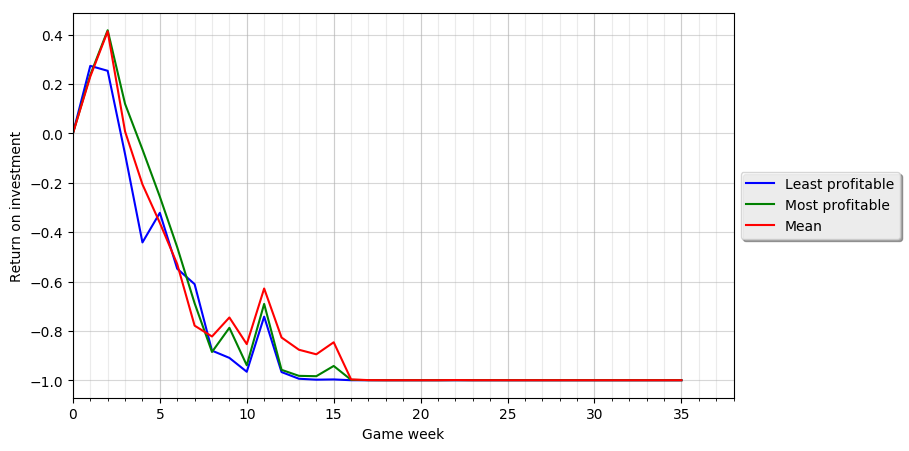 0.4
0.2
0.0
−0.2
−0.4
−0.6
−0.8
−1.0
Return on investment
0 5 10 15 20 25 30 35
Game week
Least profitable
Most profitable
Mean